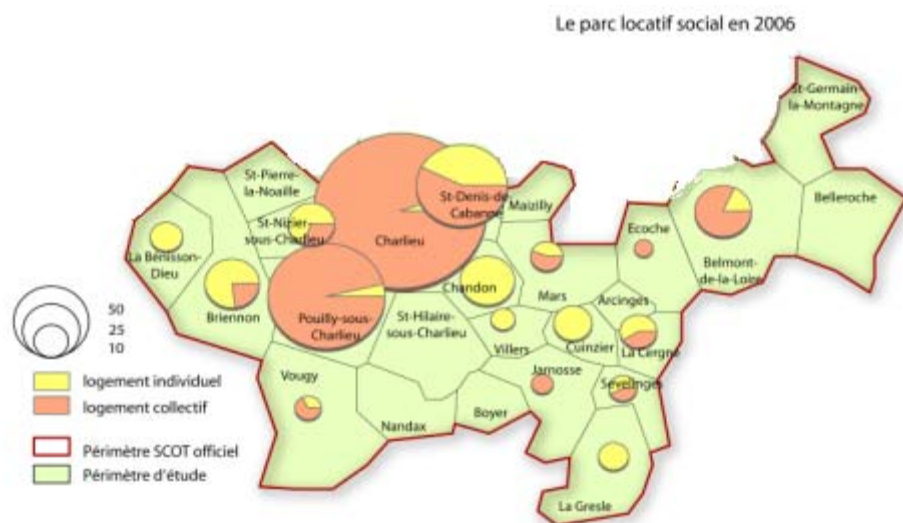 Le parc locatif social en 2006
St-Germain-
la-Montagne
St-Pierre-
la-Noaille
St-Denis-de-
Cabanne
Maizilly
Belleroche
St-Nizier-
sous-Charlieu
Charlieu
Ecoche
La Bénisson-
Dieu
Belmont-
de-la-Loire
Chandon
Mars
Arcinges
Briennon
Pouilly-sous-
Charlieu
St-Hilaire-
sous-Charlieu
Villers
Cuinzier
La Cergne
50
25
10
Vougy
Jarnosse
Sevelinges
logement individuel
logement collectif
Nandax
Boyer
Périmètre SCOT officiel
Périmètre d'étude
La Gresle